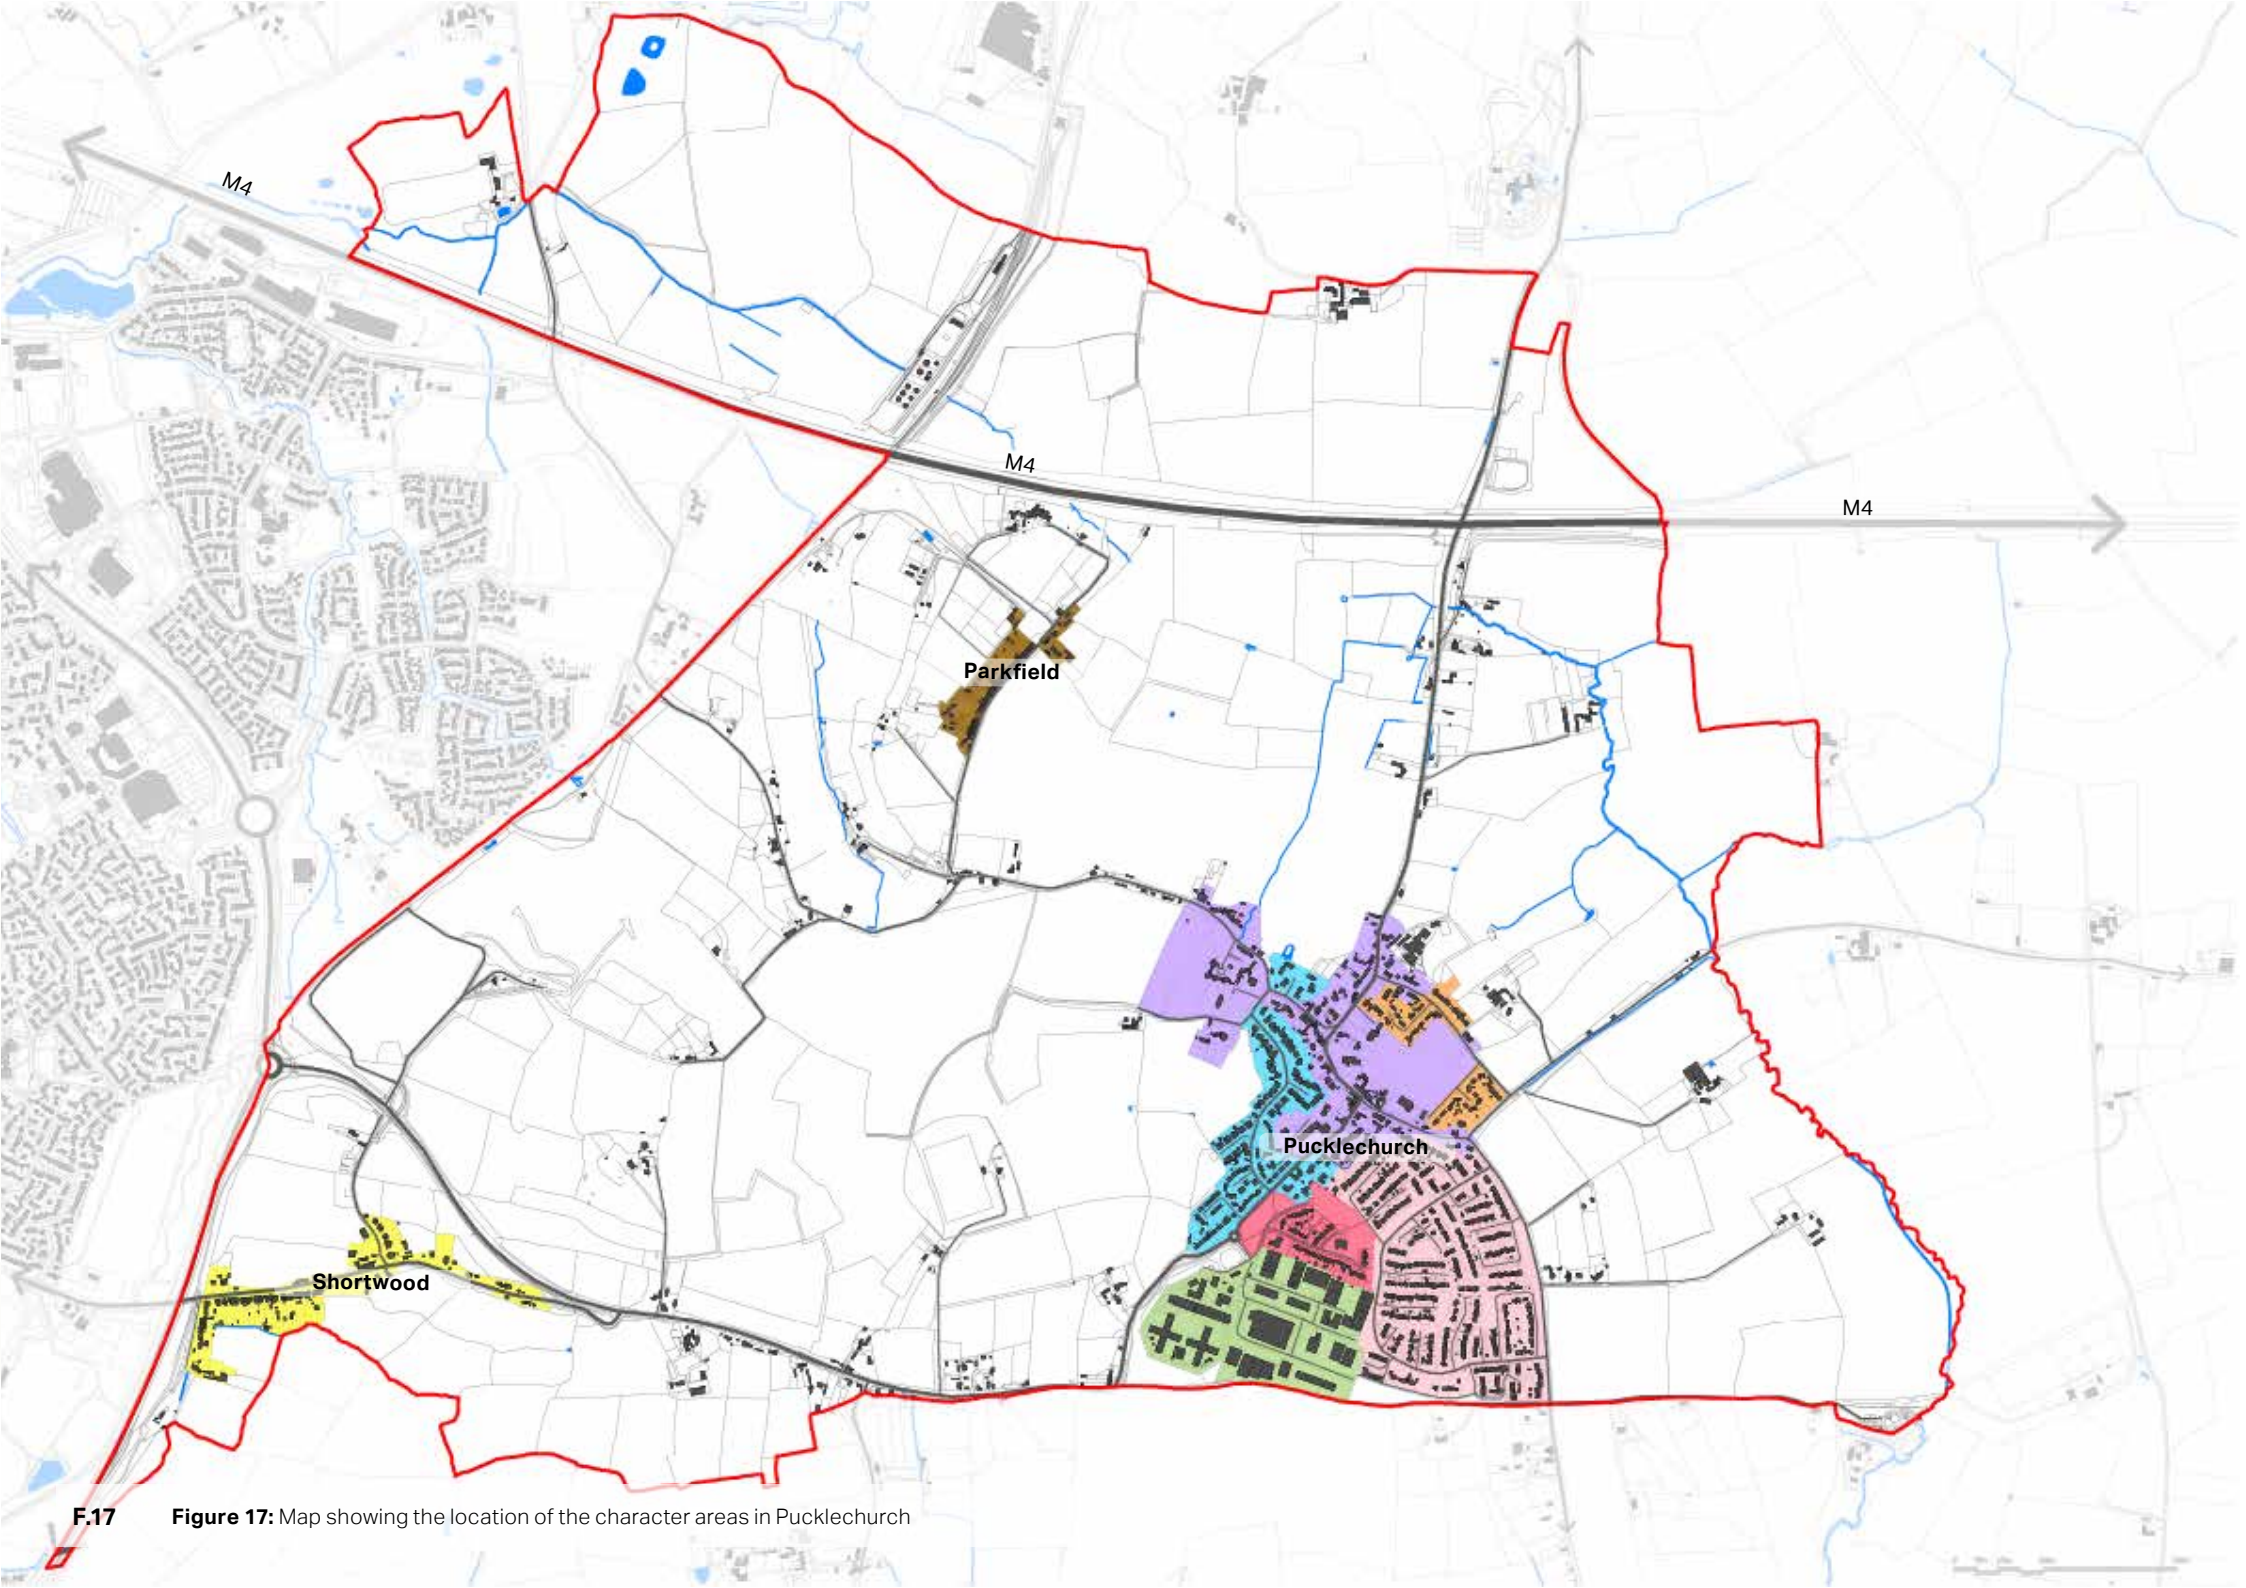 M4
M4
M4
Parkfield
Pucklechurch
Shortwood
F.17 Figure 17: Map showing the location of the character areas in Pucklechurch